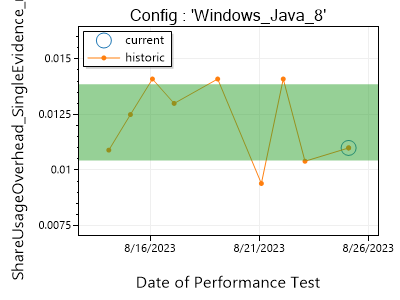 Config : 'Windows_Java_8'
current
historic
ShareUsageOverhead_SingleEvidence_
0.015
0.0125
0.01
0.0075
8/16/2023
8/21/2023
8/26/2023
Date of Performance Test